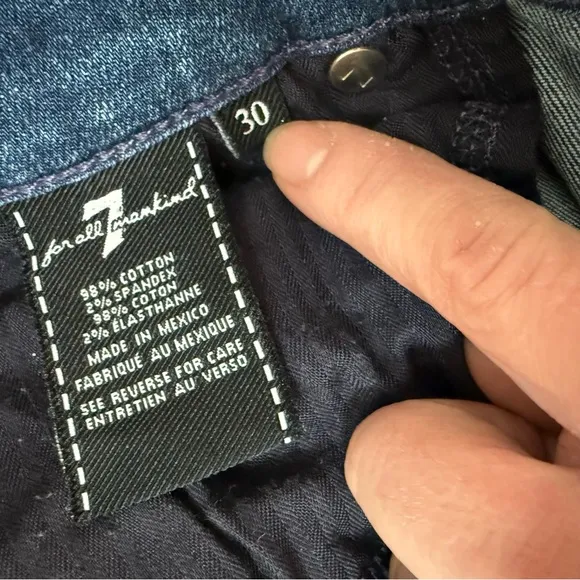 30
for all 7 mankind
98% COTTON
2% SPANDEX
98% COTON
2% ÉLASTHANNE
MADE IN MEXICO
FABRIQUÉ AU MEXIQUE
SEE REVERSE FOR CARE
ENTRETIEN AU VERSO